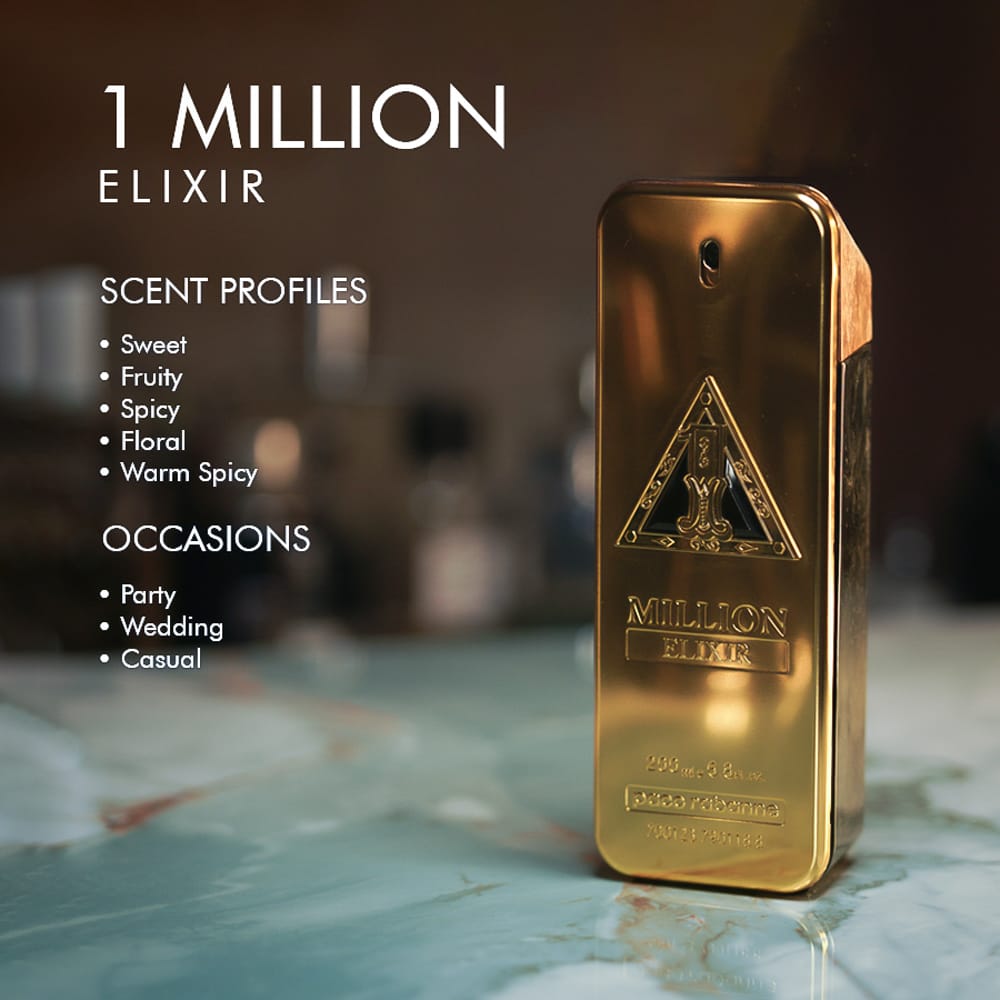 1 MILLION
ELIXIR
SCENT PROFILES
• Sweet
• Fruity
• Spicy
• Floral
• Warm Spicy
OCCASIONS
• Party
• Wedding
• Casual
1
MILLION
ELIXIR
paco rabanne